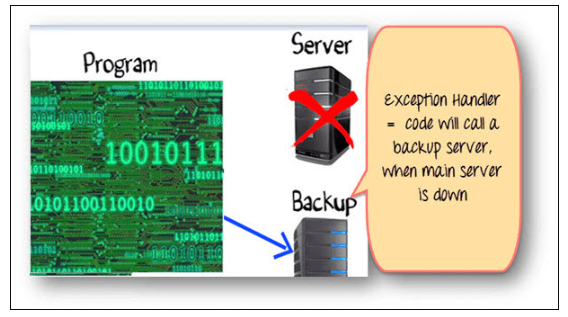 Program
Server
Exception Handler
= code will call a
backup server,
when main server
is down
10010111
0101100110010
Backup